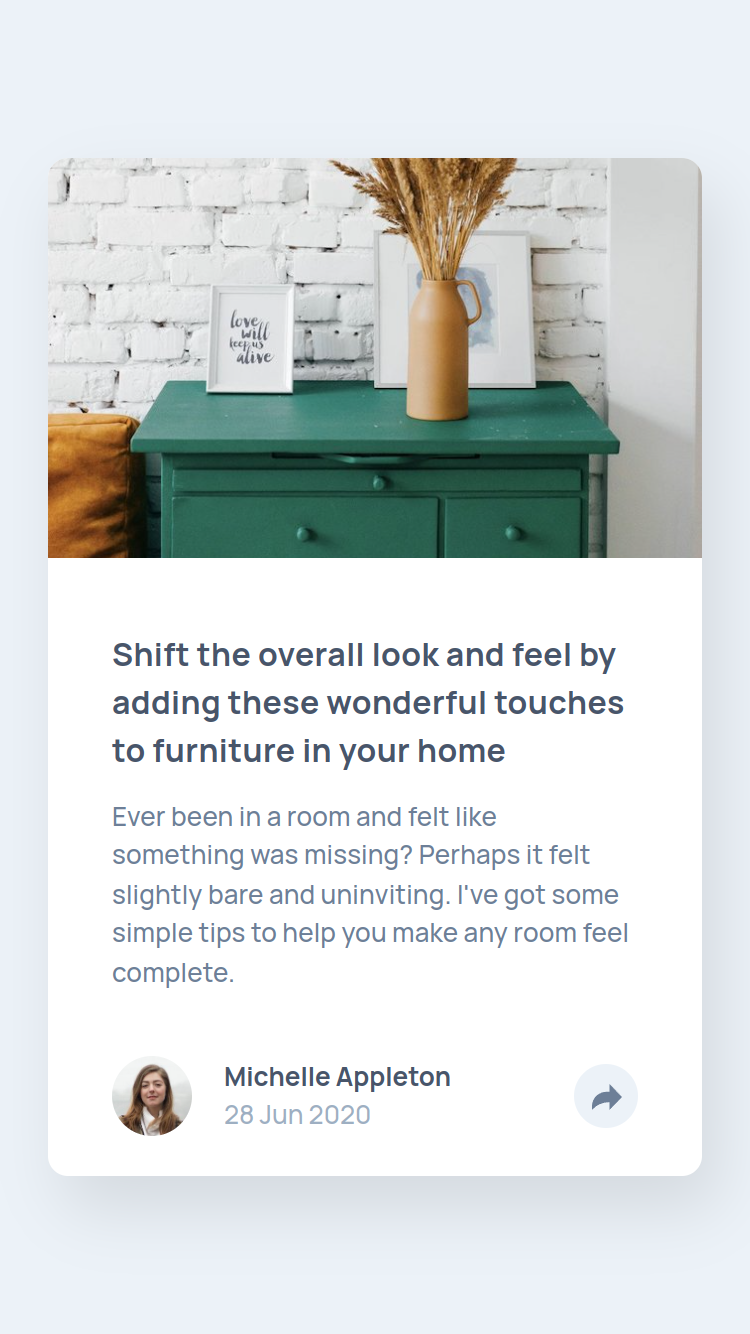 love
will
keep us
alive
Shift the overall look and feel by
adding these wonderful touches
to furniture in your home
Ever been in a room and felt like
something was missing? Perhaps it felt
slightly bare and uninviting. I've got some
simple tips to help you make any room feel
complete.
Michelle Appleton
28 Jun 2020